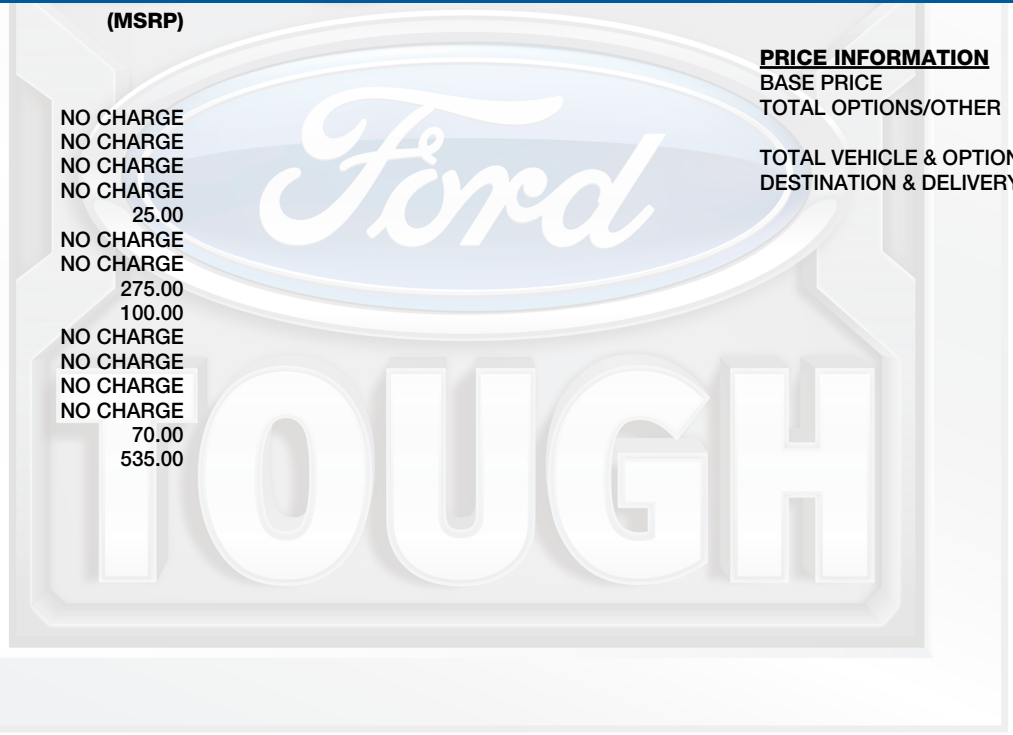 (MSRP)
NO CHARGE
NO CHARGE
NO CHARGE
NO CHARGE
25.00
NO CHARGE
NO CHARGE
275.00
100.00
NO CHARGE
NO CHARGE
NO CHARGE
NO CHARGE
70.00
535.00
PRICE INFORMATION
BASE PRICE
TOTAL OPTIONS/OTHER
TOTAL VEHICLE & OPTION
DESTINATION & DELIVERY
Ford
TOUGH